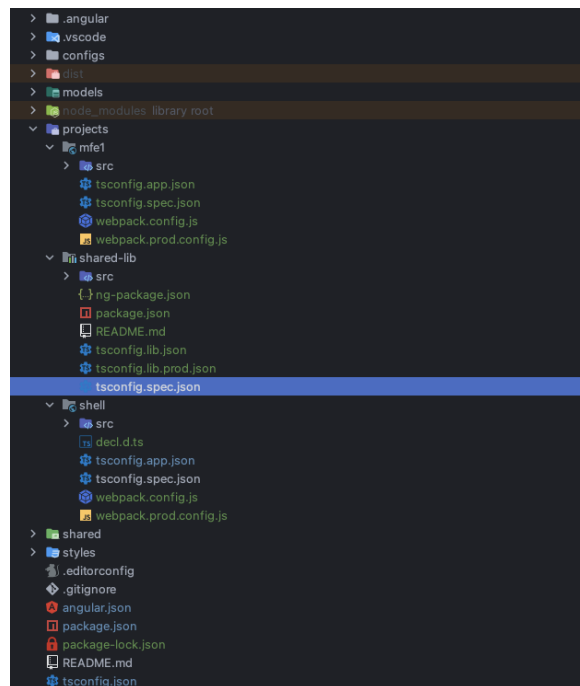 .angular
.vscode
configs
dist
models
node_modules library root
projects
mfe1
src
tsconfig.app.json
tsconfig.spec.json
webpack.config.js
webpack.prod.config.js
shared-lib
src
ng-package.json
package.json
README.md
tsconfig.lib.json
tsconfig.lib.prod.json
tsconfig.spec.json
shell
src
decl.d.ts
tsconfig.app.json
tsconfig.spec.json
webpack.config.js
webpack.prod.config.js
shared
styles
.editorconfig
.gitignore
angular.json
package.json
package-lock.json
README.md
tsconfig.json